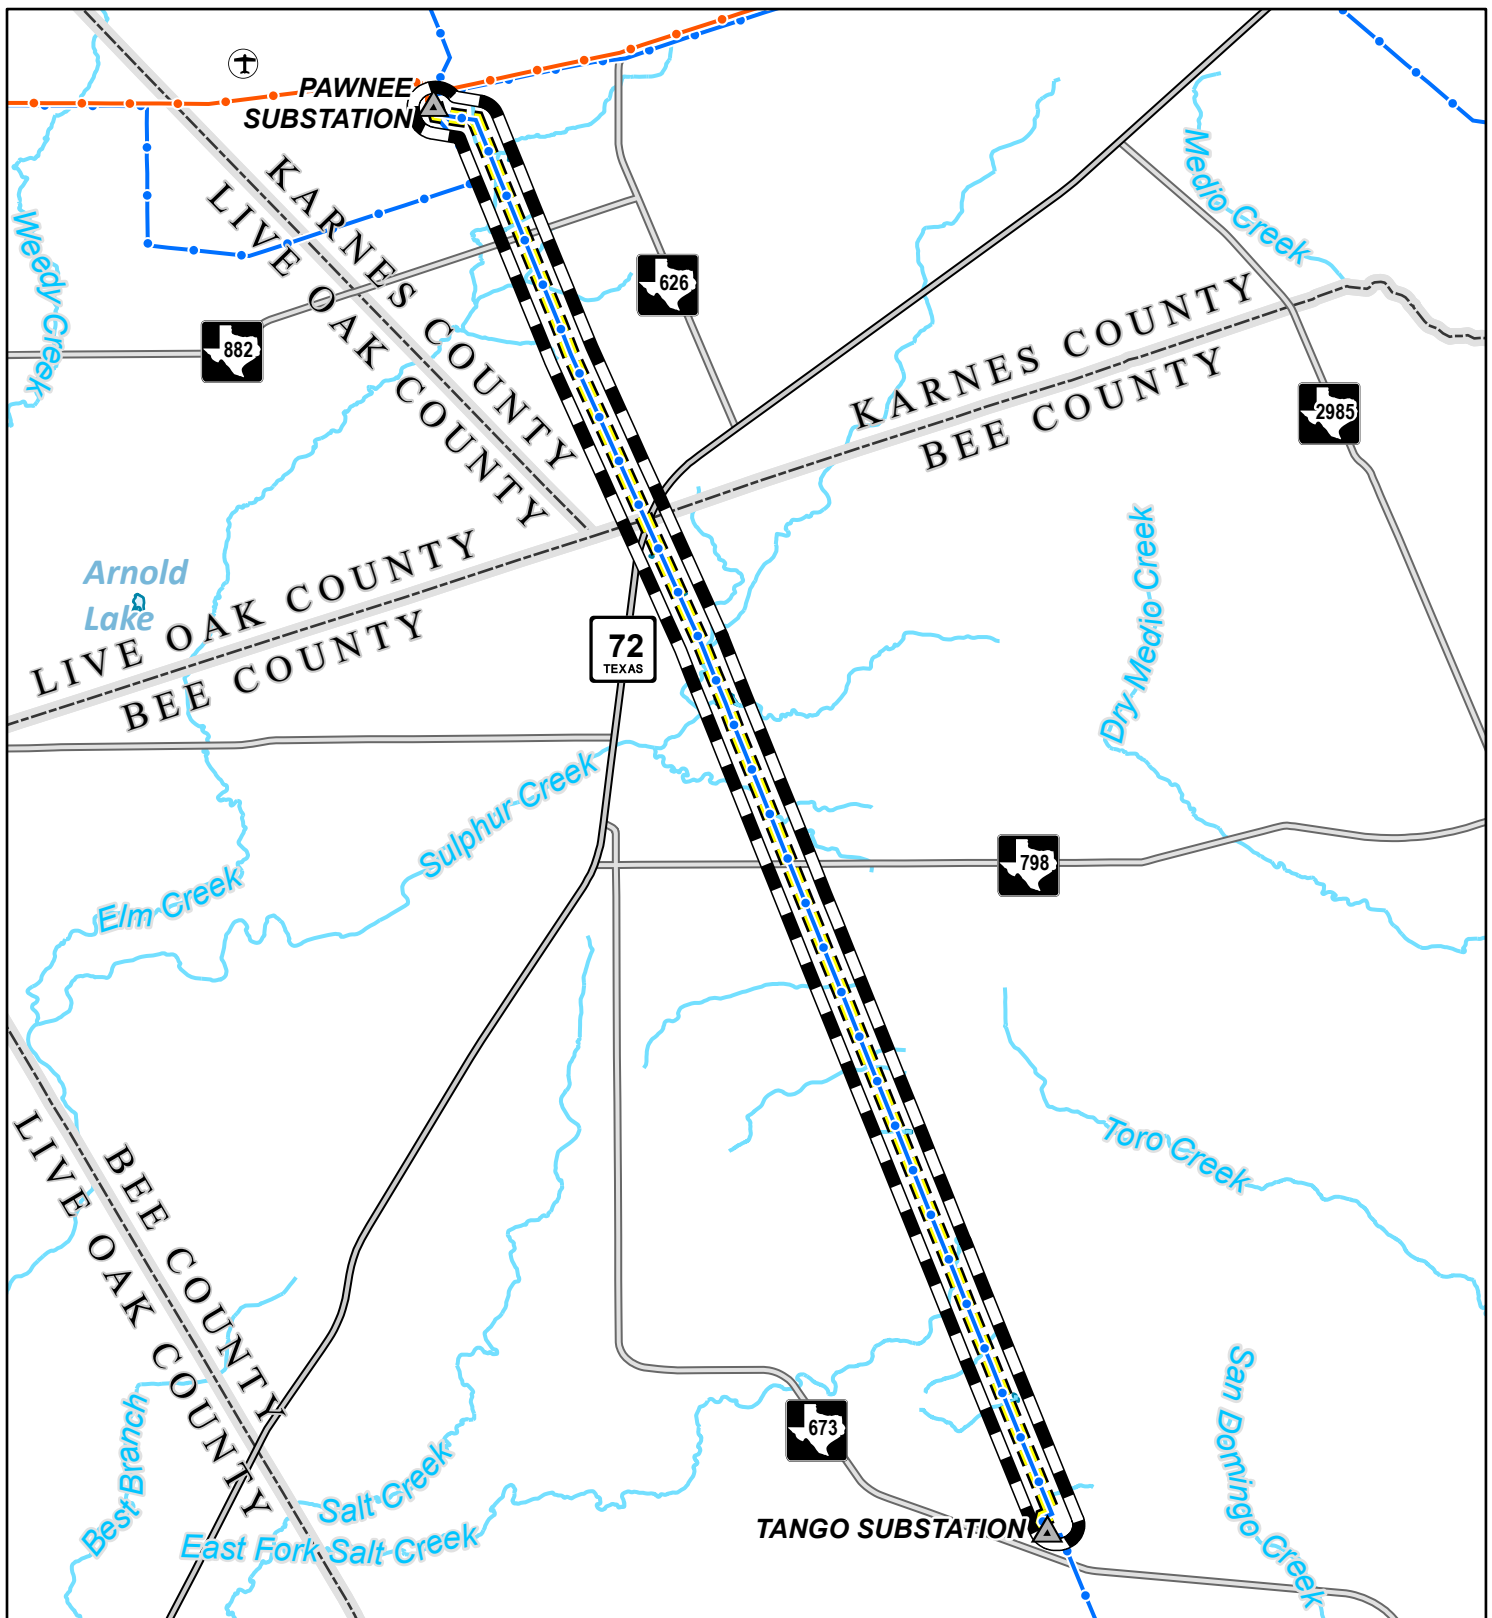 PAWNEE
SUBSTATION
KARNES COUNTY
LIVE OAK COUNTY
Weedy Creek
Medio Creek
626
882
KARNES COUNTY
BEE COUNTY
2985
Arnold
Lake
LIVE OAK COUNTY
BEE COUNTY
72
TEXAS
Dry Medio Creek
Sulphur Creek
798
Elm Creek
Toro Creek
BEE COUNTY
LIVE OAK COUNTY
Best Branch
Salt Creek
East Fork Salt Creek
673
San Domingo Creek
TANGO SUBSTATION